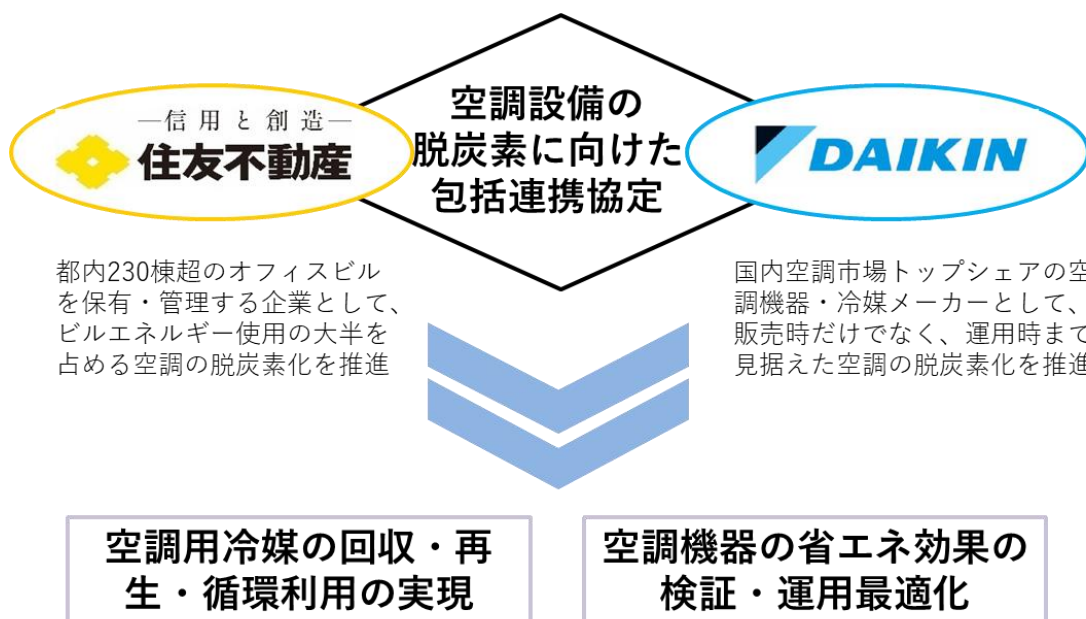 空調設備の
脱炭素に向けた
包括連携協定
―信用と創造―
住友不動産
DAIKIN
都内230棟超のオフィスビル
を保有・管理する企業として、
ビルエネルギー使用の大半を
占める空調の脱炭素化を推進
国内空調市場トップシェアの空
調機器・冷媒メーカーとして、
販売時だけでなく、運用時まで
見据えた空調の脱炭素化を推進
空調用冷媒の回収・再
生・循環利用の実現
空調機器の省エネ効果の
検証・運用最適化